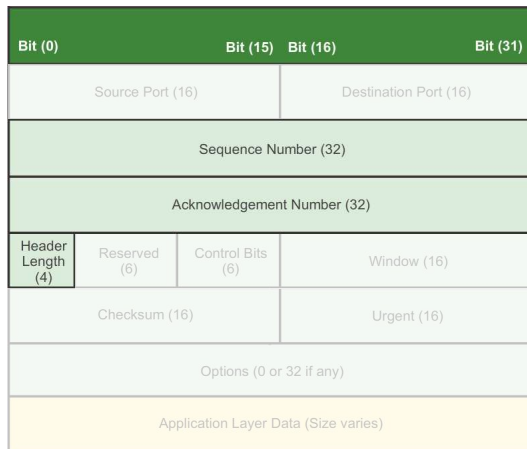 Bit (0) Bit (15) Bit (16) Bit (31)
Source Port (16) Destination Port (16)
Sequence Number (32)
Acknowledgement Number (32)
Header Length (4) Reserved (6) Control Bits (6) Window (16)
Checksum (16) Urgent (16)
Options (0 or 32 if any)
Application Layer Data (Size varies)